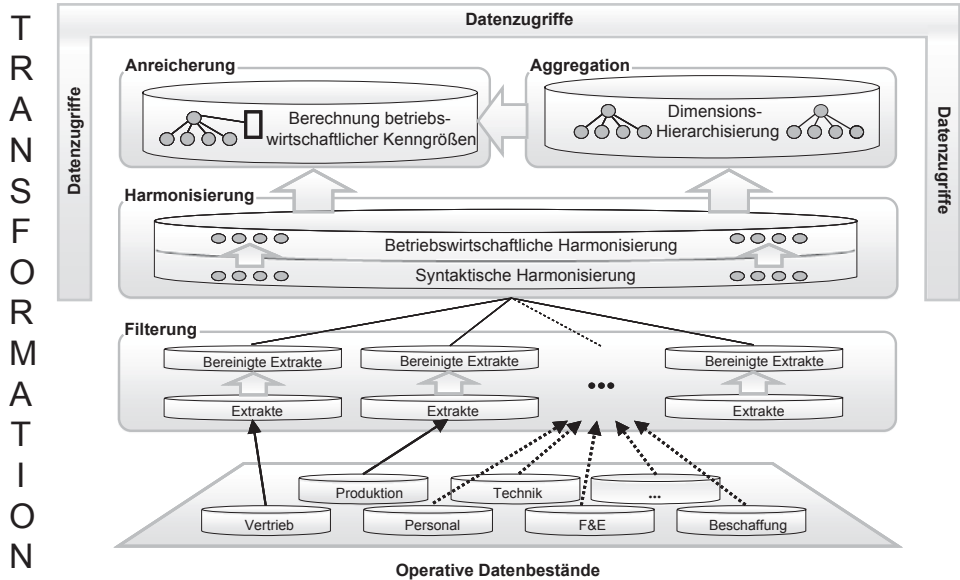 TRANSFORMATION
Datenzugriffe
Datenzugriffe
Datenzugriffe
Anreicherung
Berechnung betriebs-
wirtschaftlicher Kenngrößen
Aggregation
Dimensions-
Hierarchisierung
Harmonisierung
Betriebswirtschaftliche Harmonisierung
Syntaktische Harmonisierung
Filterung
Bereinigte Extrakte
Bereinigte Extrakte
Bereinigte Extrakte
...
Extrakte
Extrakte
Extrakte
Produktion
Technik
...
Vertrieb
Personal
F&E
Beschaffung
Operative Datenbestände